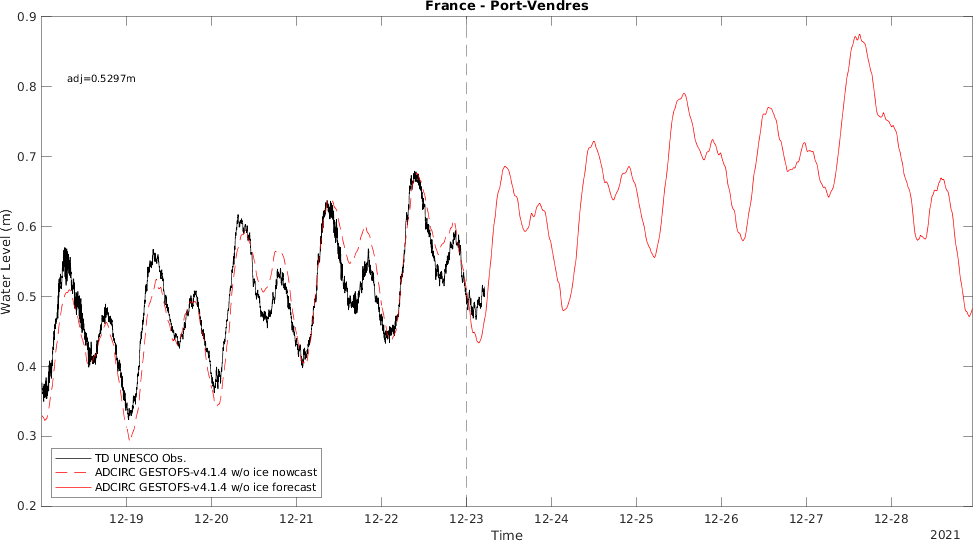 France - Port-Vendres
adj=0.5297m
Water Level (m)
0.9
0.8
0.7
0.6
0.5
0.4
0.3
0.2
TD UNESCO Obs.
ADCIRC GESTOFS-v4.1.4 w/o ice nowcast
ADCIRC GESTOFS-v4.1.4 w/o ice forecast
12-19 12-20 12-21 12-22 12-23 12-24 12-25 12-26 12-27 12-28
Time
2021